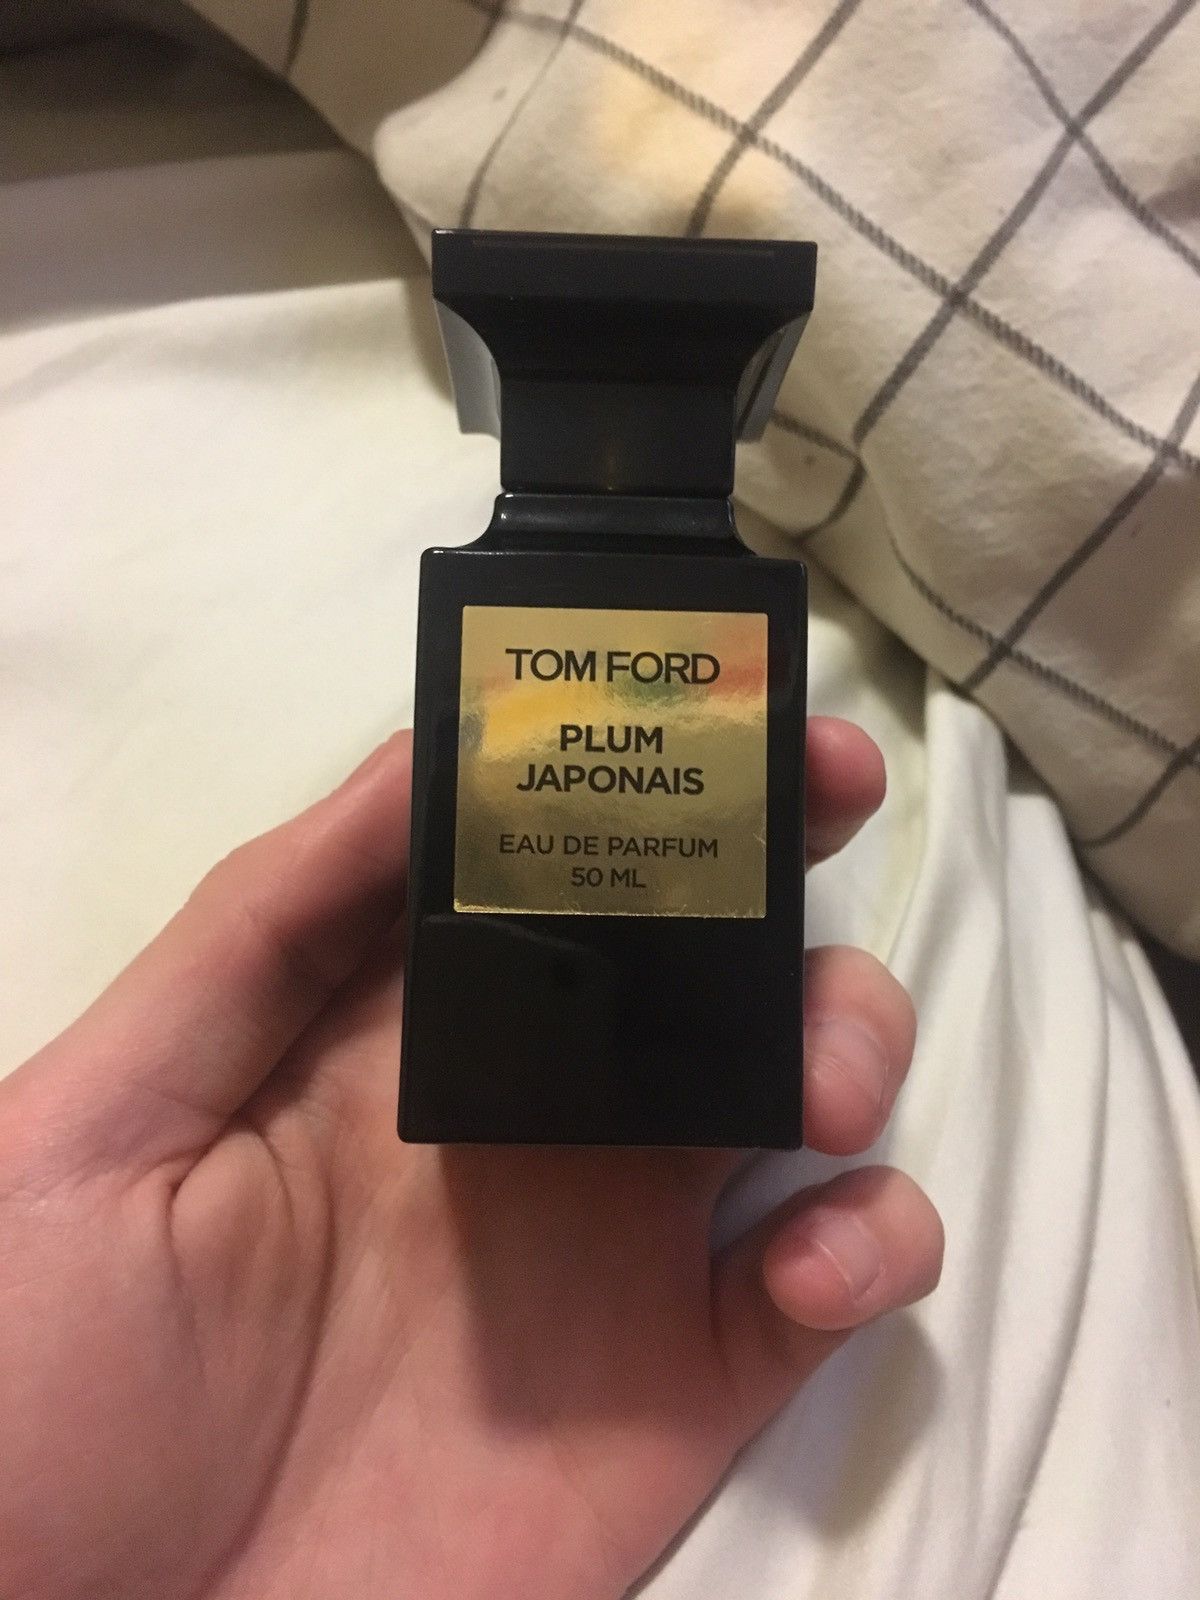 TOM FORD
PLUM
JAPONAIS
EAU DE PARFUM
50 ML